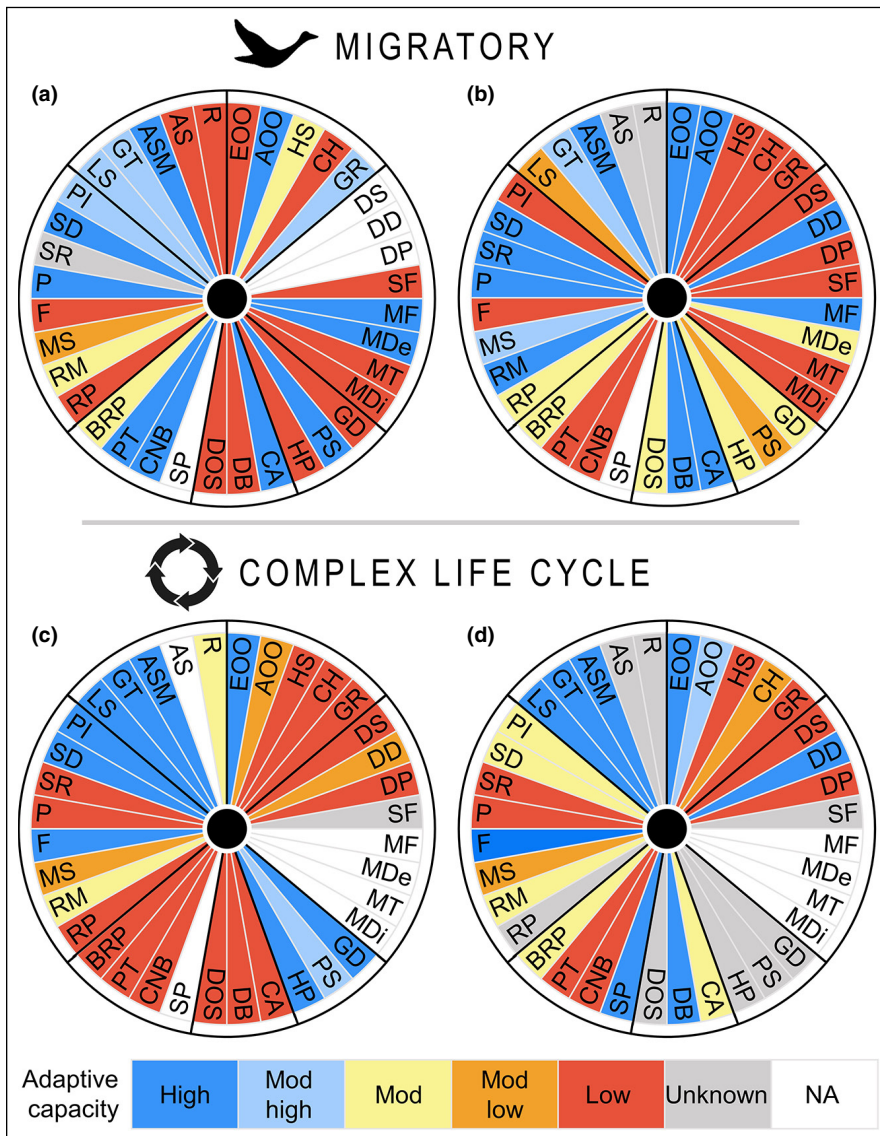 MIGRATORY
(a)
(b)
EOO
AOO
HS
CH
GR
DS
DD
DP
SF
MF
MDe
MT
MDi
GD
PS
HP
CA
DB
DOS
SP
CNB
PT
BRP
RP
RM
MS
F
P
SR
SD
PI
LS
GT
ASM
AS
R
EOO
AOO
HS
CH
GR
DS
DD
DP
SF
MF
MDe
MT
MDi
GD
PS
HP
CA
DB
DOS
SP
CNB
PT
BRP
RP
RM
MS
F
P
SR
SD
PI
LS
GT
ASM
AS
R
COMPLEX LIFE CYCLE
(c)
(d)
EOO
AOO
HS
CH
GR
DS
DD
DP
SF
MF
MDe
MT
MDi
GD
PS
HP
CA
DB
DOS
SP
CNB
PT
BRP
RP
RM
MS
F
P
SR
SD
PI
LS
GT
ASM
AS
R
EOO
AOO
HS
CH
GR
DS
DD
DP
SF
MF
MDe
MT
MDi
GD
PS
HP
CA
DB
DOS
SP
CNB
PT
BRP
RP
RM
MS
F
P
SR
SD
PI
LS
GT
ASM
AS
R
Adaptive
capacity
High
Mod
high
Mod
Mod
low
Low
Unknown
NA